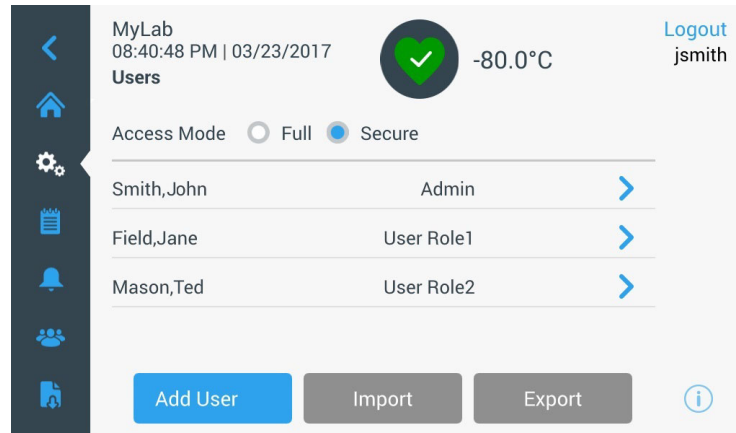 MyLab
08:40:48 PM | 03/23/2017
Users
-80.0°C
Logout
jsmith
Access Mode Full Secure
Smith,John Admin
Field,Jane User Role1
Mason,Ted User Role2
Add User Import Export
i